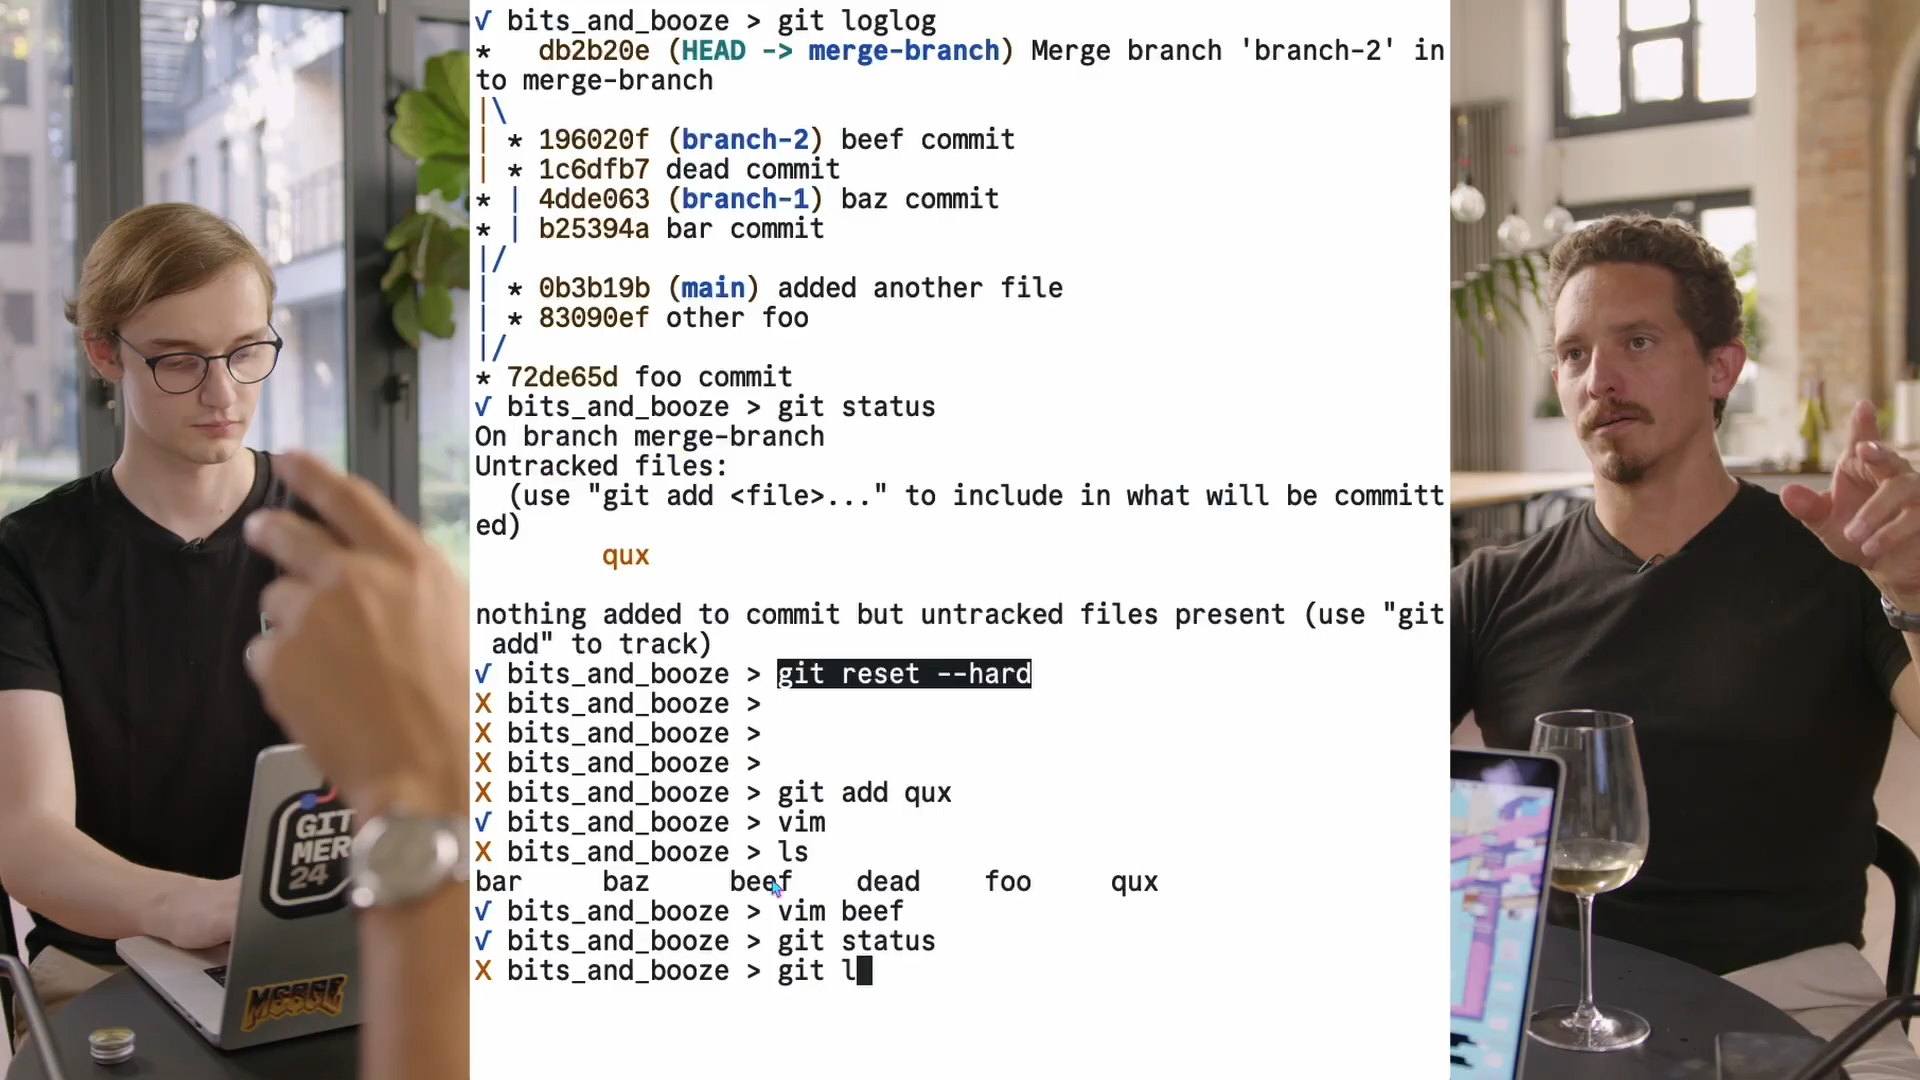 √ bits_and_booze > git loglog
*   db2b20e (HEAD -> merge-branch) Merge branch 'branch-2' in
to merge-branch
|\
| * 196020f (branch-2) beef commit
| * 1c6dfb7 dead commit
* | 4dde063 (branch-1) baz commit
* | b25394a bar commit
|/
| * 0b3b19b (main) added another file
| * 83090ef other foo
|/
* 72de65d foo commit
√ bits_and_booze > git status
On branch merge-branch
Untracked files:
  (use "git add <file>..." to include in what will be committ
ed)
        qux

nothing added to commit but untracked files present (use "git
 add" to track)
√ bits_and_booze > git reset --hard
X bits_and_booze >
X bits_and_booze >
X bits_and_booze >
X bits_and_booze > git add qux
√ bits_and_booze > vim
X bits_and_booze > ls
bar     baz     beef    dead    foo     qux
√ bits_and_booze > vim beef
√ bits_and_booze > git status
X bits_and_booze > git l
GIT
MER
24
MERGE